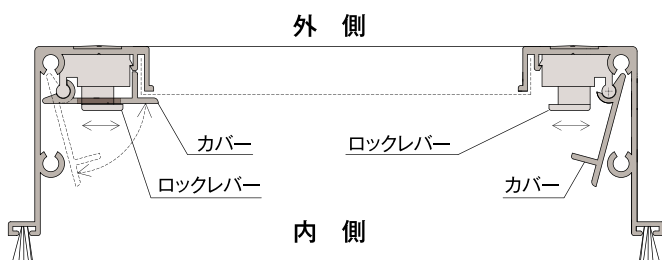 外 側
カバー
ロックレバー
ロックレバー
カバー
内 側